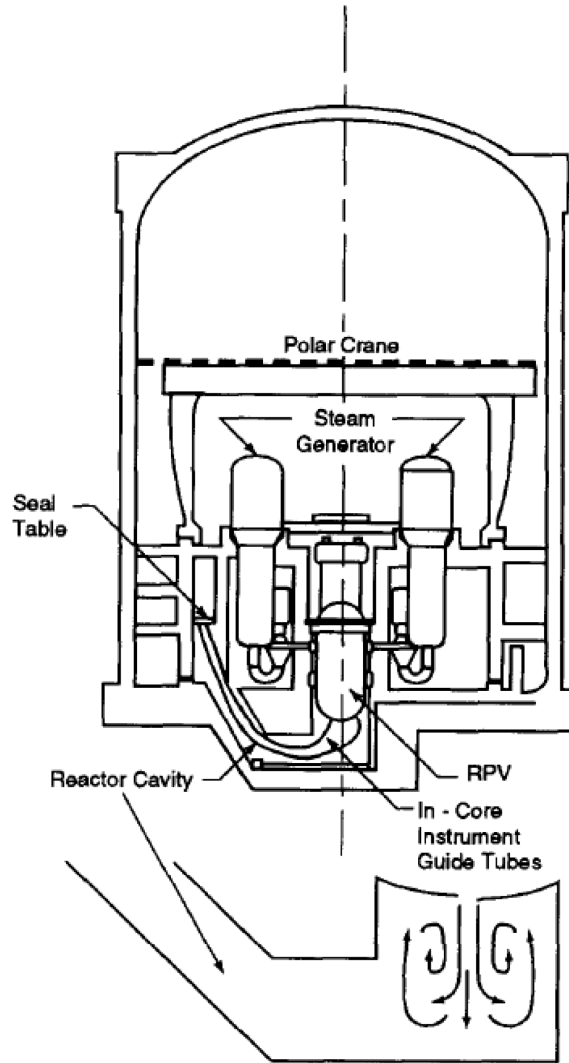 Polar Crane
Steam
Generator
Seal
Table
Reactor Cavity
RPV
In - Core
Instrument
Guide Tubes